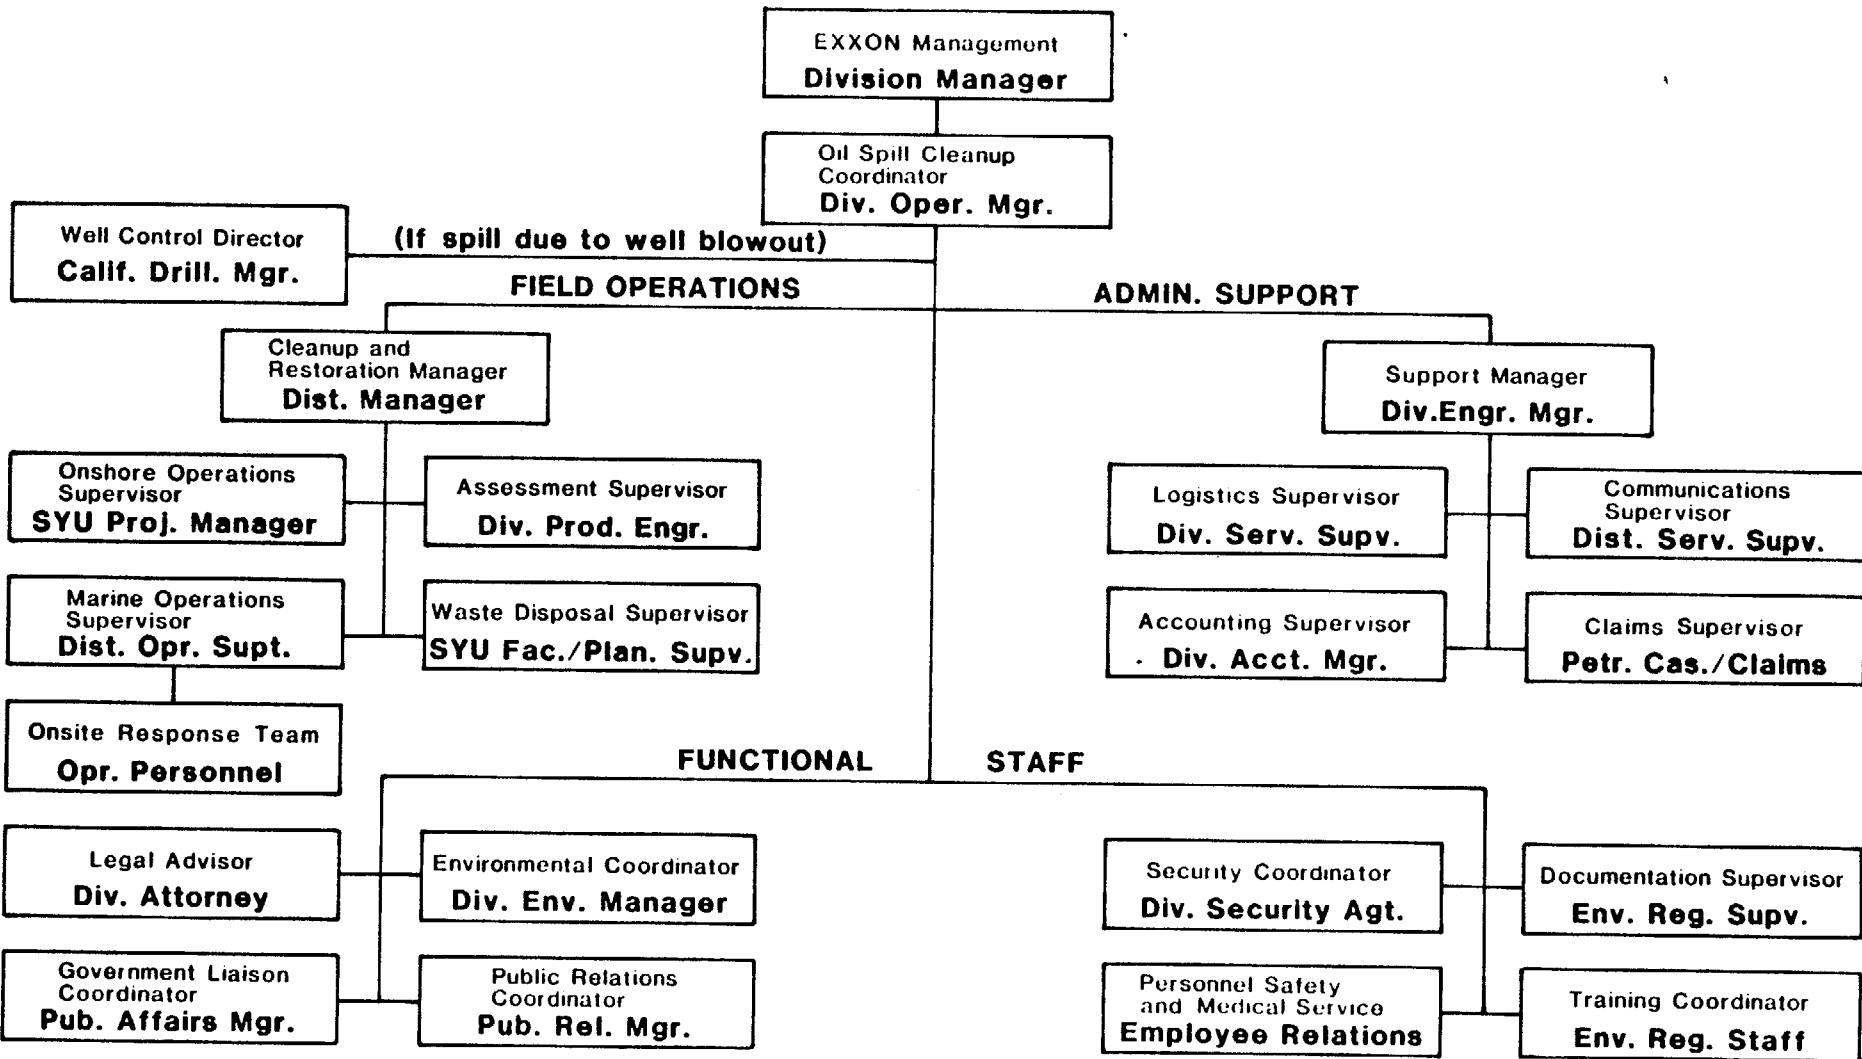 EXXON Management
Division Manager
Oil Spill Cleanup
Coordinator
Div. Oper. Mgr.
Well Control Director
Calif. Drill. Mgr.
(If spill due to well blowout)
FIELD OPERATIONS
ADMIN. SUPPORT
Cleanup and
Restoration Manager
Dist. Manager
Support Manager
Div.Engr. Mgr.
Onshore Operations
Supervisor
SYU Proj. Manager
Assessment Supervisor
Div. Prod. Engr.
Logistics Supervisor
Div. Serv. Supv.
Communications
Supervisor
Dist. Serv. Supv.
Marine Operations
Supervisor
Dist. Opr. Supt.
Waste Disposal Supervisor
SYU Fac./Plan. Supv.
Accounting Supervisor
Div. Acct. Mgr.
Claims Supervisor
Petr. Cas./Claims
Onsite Response Team
Opr. Personnel
FUNCTIONAL STAFF
Legal Advisor
Div. Attorney
Environmental Coordinator
Div. Env. Manager
Security Coordinator
Div. Security Agt.
Documentation Supervisor
Env. Reg. Supv.
Government Liaison
Coordinator
Pub. Affairs Mgr.
Public Relations
Coordinator
Pub. Rel. Mgr.
Personnel Safety
and Medical Service
Employee Relations
Training Coordinator
Env. Reg. Staff